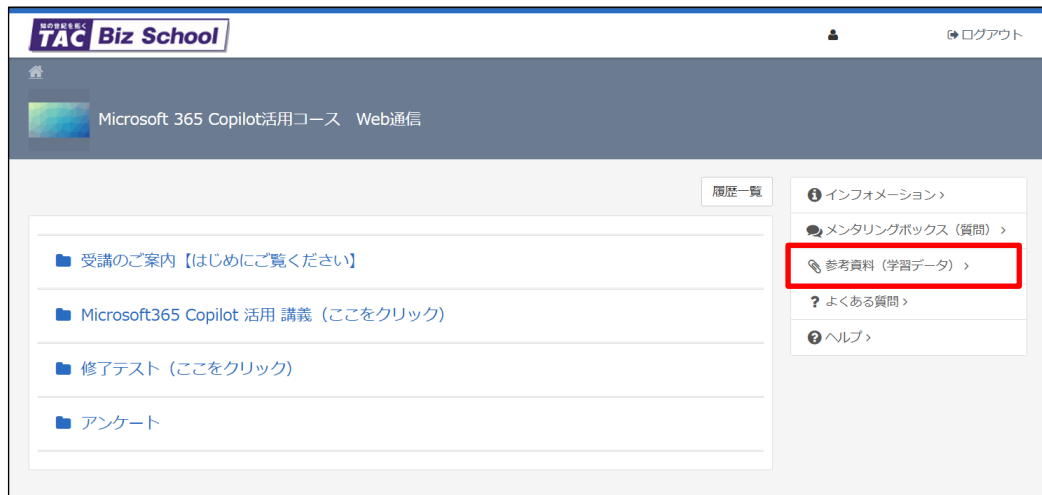 知の世紀を拓く
TAC Biz School
ログアウト
Microsoft 365 Copilot活用コース　Web通信
履歴一覧
受講のご案内【はじめにご覧ください】
Microsoft365 Copilot 活用 講義（ここをクリック）
修了テスト（ここをクリック）
アンケート
インフォメーション ›
メンタリングボックス（質問） ›
参考資料（学習データ） ›
よくある質問 ›
ヘルプ ›